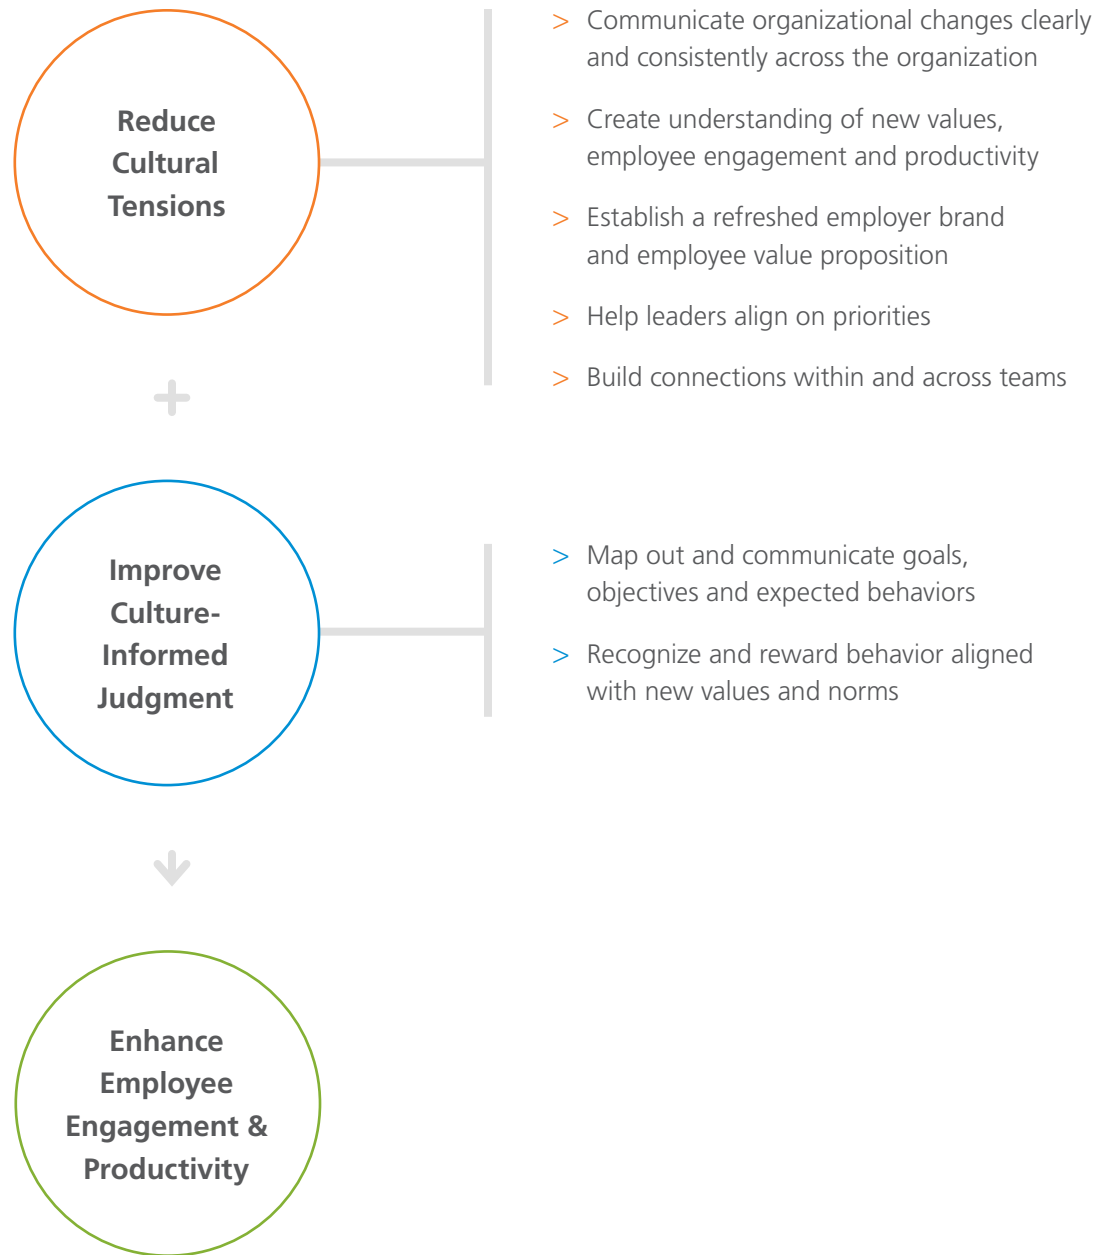 Reduce
Cultural
Tensions
> Communicate organizational changes clearly
and consistently across the organization
> Create understanding of new values,
employee engagement and productivity
> Establish a refreshed employer brand
and employee value proposition
> Help leaders align on priorities
> Build connections within and across teams
+
Improve
Culture-
Informed
Judgment
> Map out and communicate goals,
objectives and expected behaviors
> Recognize and reward behavior aligned
with new values and norms
Enhance
Employee
Engagement &
Productivity